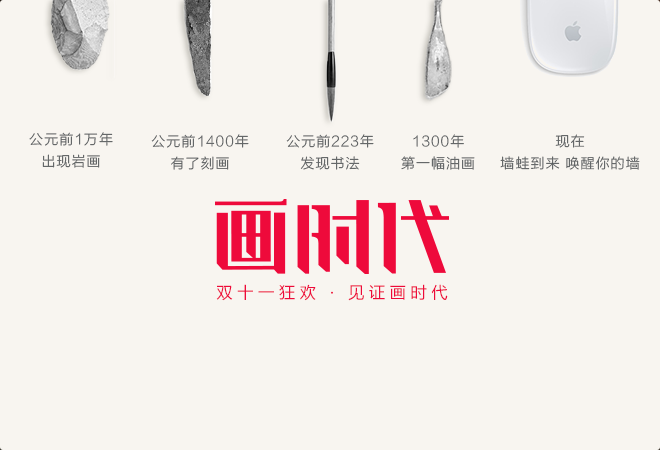 公元前1万年
出现岩画
公元前1400年
有了刻画
公元前223年
发现书法
1300年
第一幅油画
现在
墙蛙到来 唤醒你的墙
画时代
双十一狂欢 · 见证画时代